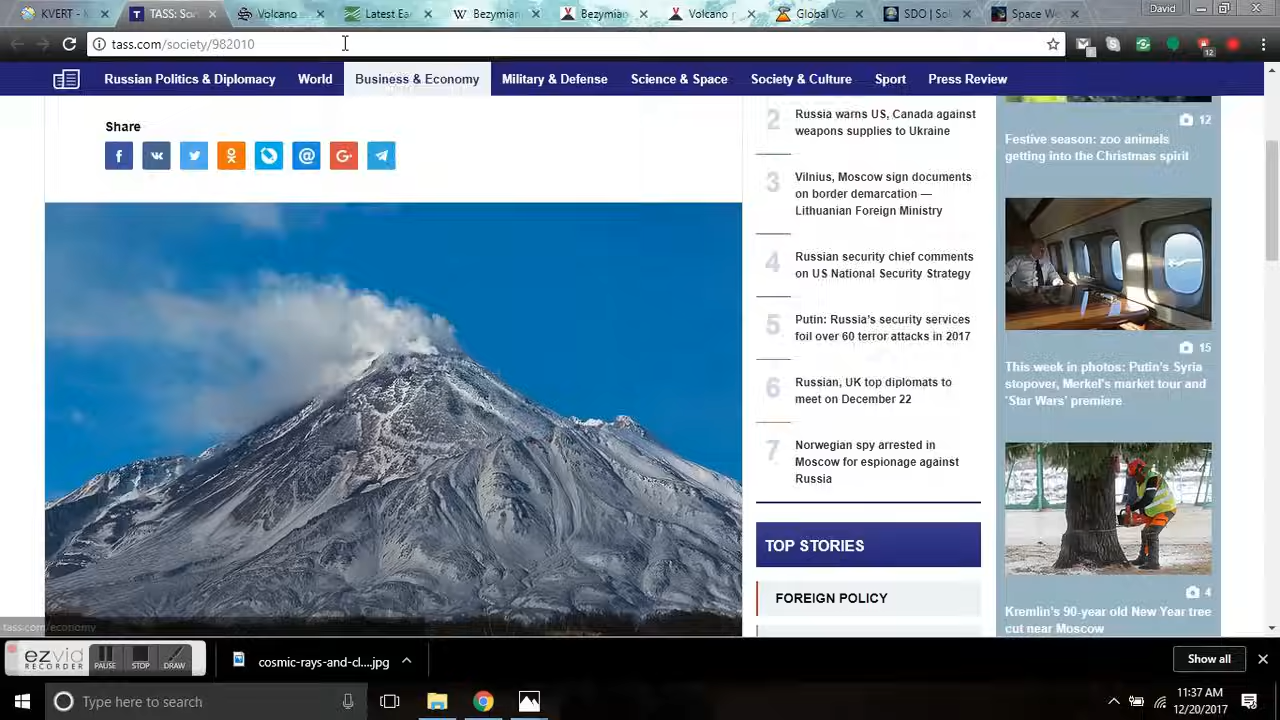 KVERT -
TASS: Soc
Volcano
Latest Ea
Bezymian
Bezymian
Volcano
Global Vo
SDO | Sol
Space We
David
tass.com/society/982010
1
12
Russian Politics & Diplomacy
World
Business & Economy
Military & Defense
Science & Space
Society & Culture
Sport
Press Review
Share
2
Russia warns US, Canada against
weapons supplies to Ukraine
3
Vilnius, Moscow sign documents
on border demarcation —
Lithuanian Foreign Ministry
4
Russian security chief comments
on US National Security Strategy
5
Putin: Russia's security services
foil over 60 terror attacks in 2017
6
Russian, UK top diplomats to
meet on December 22
7
Norwegian spy arrested in
Moscow for espionage against
Russia
TOP STORIES
FOREIGN POLICY
12
Festive season: zoo animals
getting into the Christmas spirit
15
This week in photos: Putin's Syria
stopover, Merkel's market tour and
'Star Wars' premiere
4
Kremlin's 90-year old New Year tree
cut near Moscow
tass.com/economy
ezvid
RECORDER
PAUSE
STOP
DRAW
cosmic-rays-and-cl....jpg
Show all
Type here to search
11:37 AM
12/20/2017